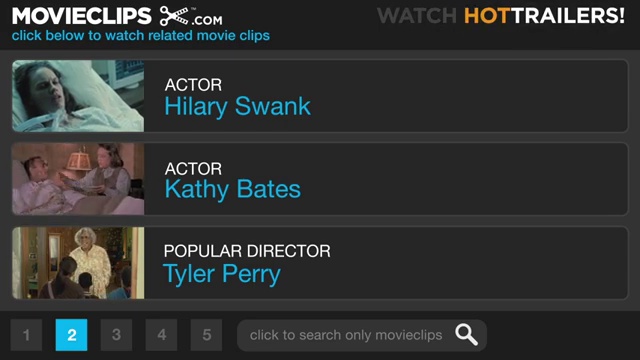 MOVIECLIPS .COM™
WATCH HOTTRAILERS!
click below to watch related movie clips
ACTOR
Hilary Swank
ACTOR
Kathy Bates
POPULAR DIRECTOR
Tyler Perry
1 2 3 4 5
click to search only movieclips